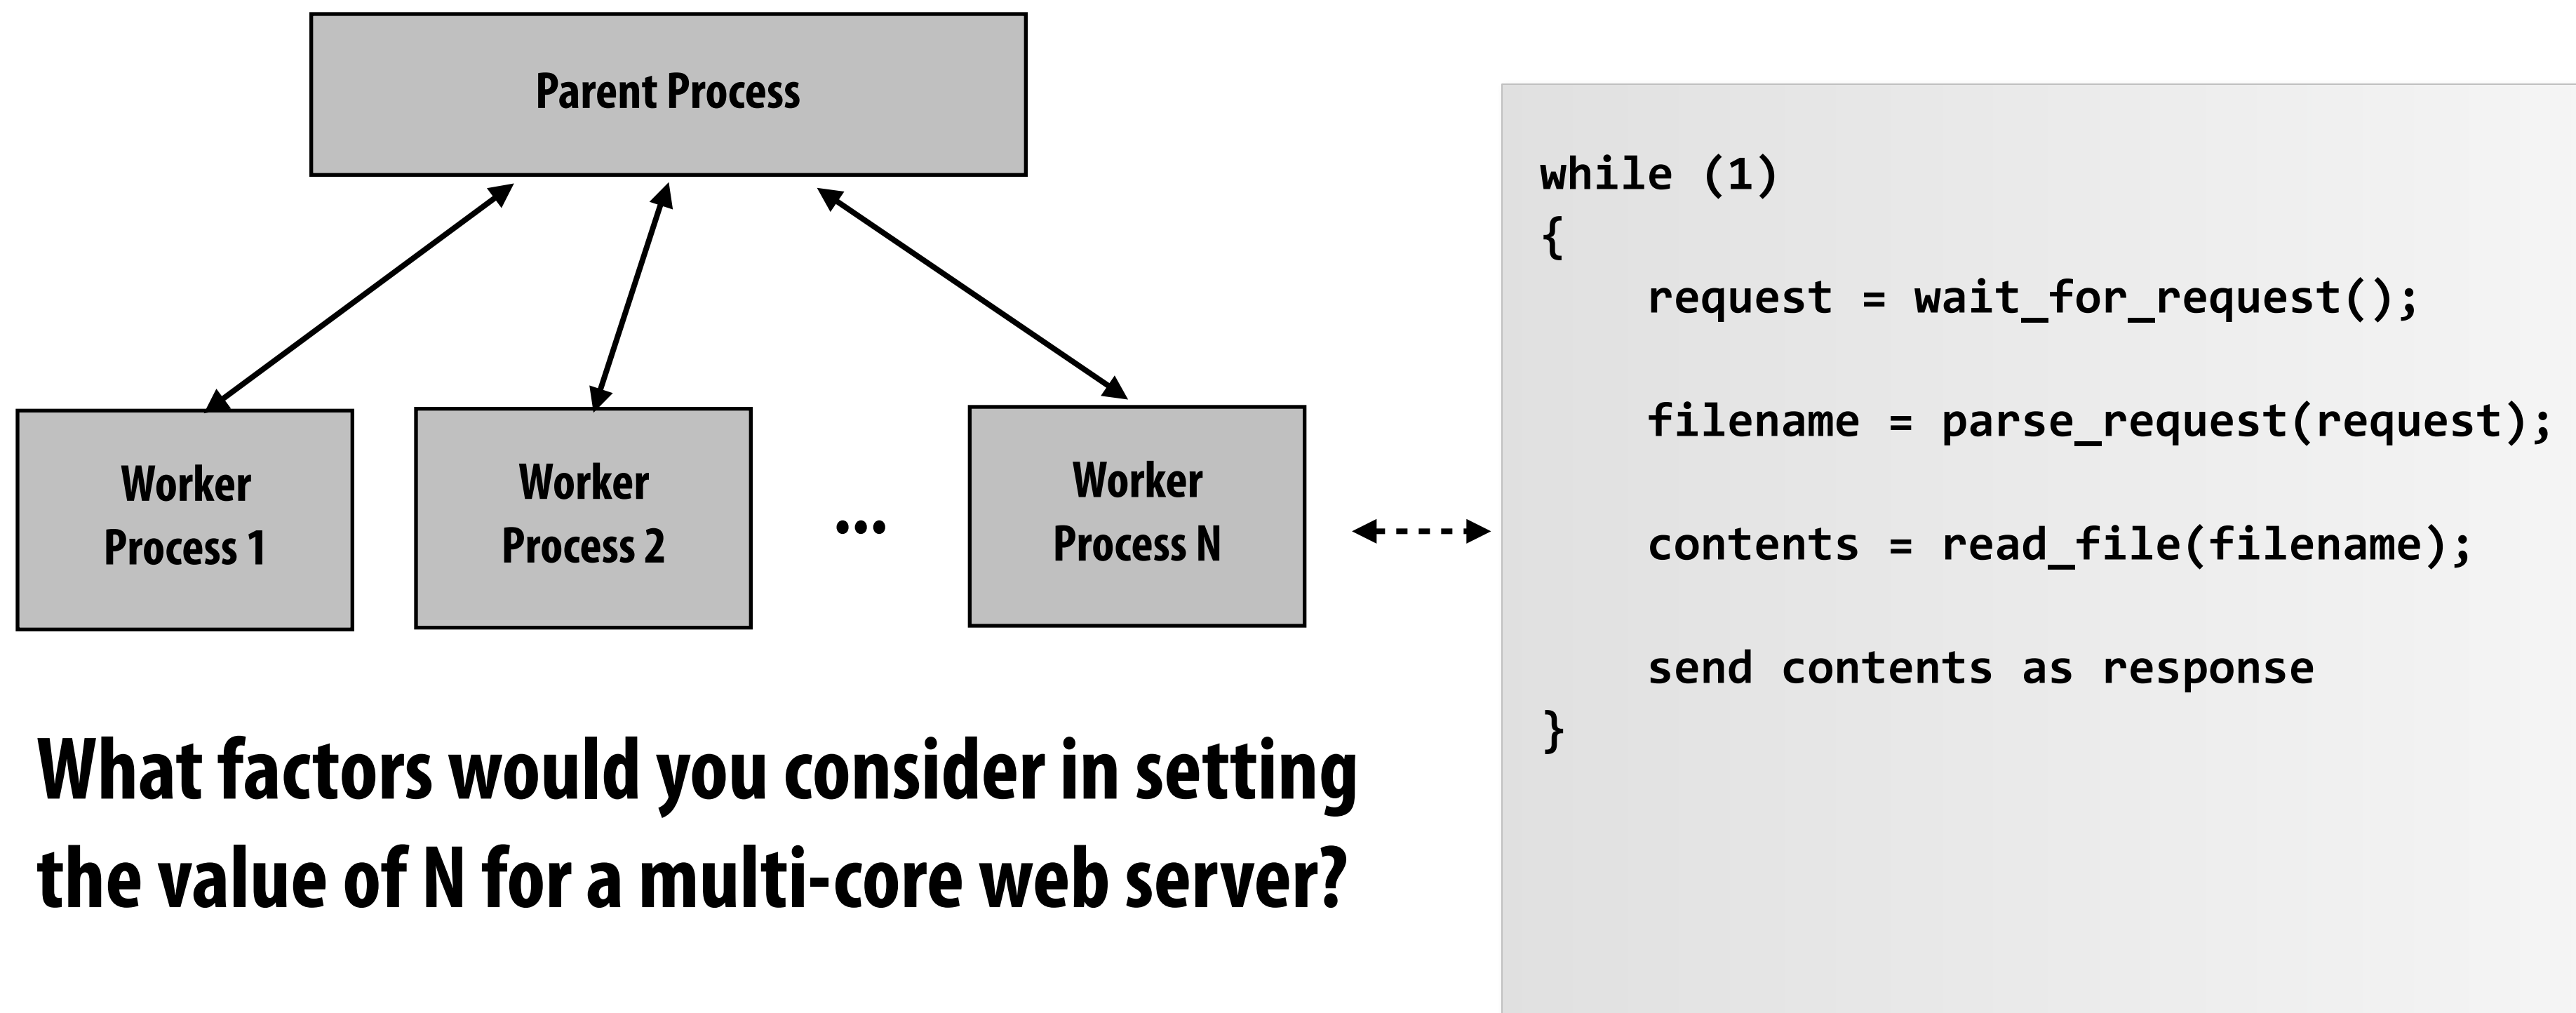 Parent Process
Worker
Process 1
Worker
Process 2
...
Worker
Process N
while (1)
{
    request = wait_for_request();
    filename = parse_request(request);
    contents = read_file(filename);
    send contents as response
}
What factors would you consider in setting
the value of N for a multi-core web server?